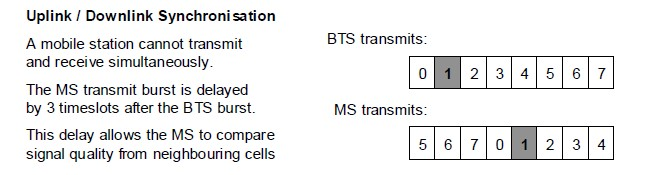 Uplink / Downlink Synchronisation
A mobile station cannot transmit
and receive simultaneously.
The MS transmit burst is delayed
by 3 timeslots after the BTS burst.
This delay allows the MS to compare
signal quality from neighbouring cells
BTS transmits:
0 1 2 3 4 5 6 7
MS transmits:
5 6 7 0 1 2 3 4